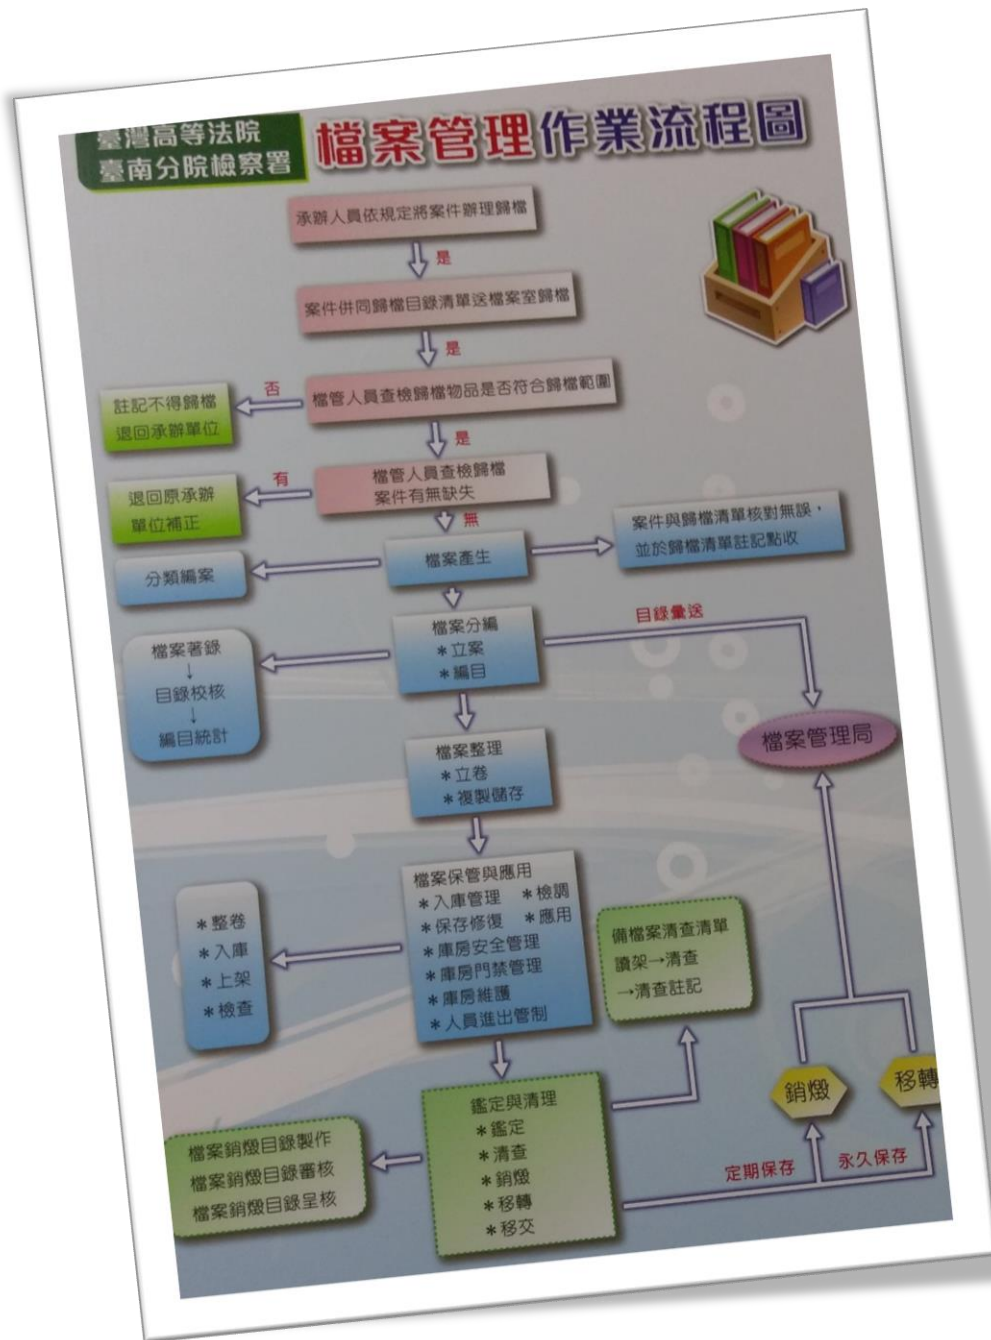 臺灣高等法院
臺南分院檢察署
檔案管理作業流程圖
承辦人員依規定將案件辦理歸檔
是
案件併同歸檔目錄清單送檔案室歸檔
是
檔管人員查檢歸檔物品是否符合歸檔範圍
否
註記不得歸檔
退回承辦單位
是
檔管人員查檢歸檔
案件有無缺失
有
退回原承辦
單位補正
無
檔案產生
案件與歸檔清單核對無誤，
並於歸檔清單註記點收
分類編案
檔案分編
＊立案
＊編目
目錄彙送
檔案著錄
↓
目錄校核
↓
編目統計
檔案管理局
檔案整理
＊立卷
＊複製儲存
檔案保管與應用
＊入庫管理 ＊檢調
＊保存修復 ＊應用
＊庫房安全管理
＊庫房門禁管理
＊庫房維護
＊人員進出管制
＊整卷
＊入庫
＊上架
＊檢查
備檔案清查清單
讀架→清查
→清查註記
銷燬
移轉
鑑定與清理
＊鑑定
＊清查
＊銷燬
＊移轉
＊移交
定期保存
永久保存
檔案銷燬目錄製作
檔案銷燬目錄審核
檔案銷燬目錄呈核